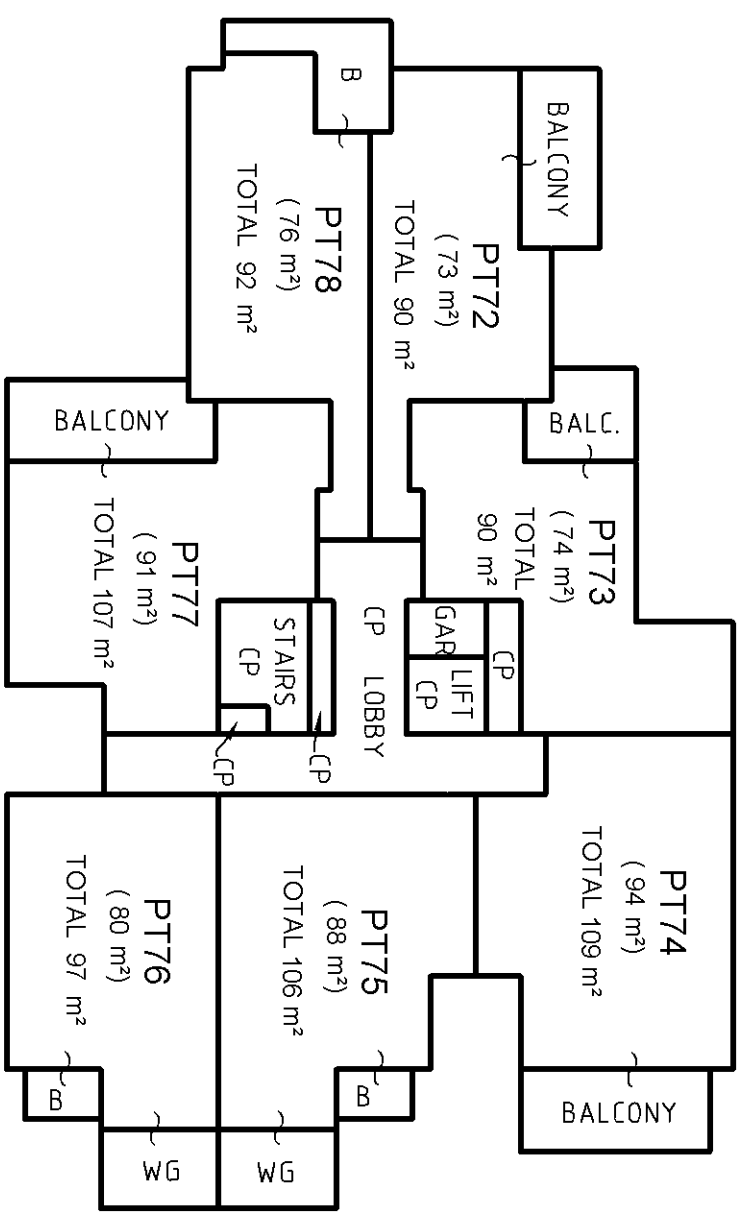 B
BALCONY
PT72
( 73 m²)
TOTAL 90 m²
PT78
( 76 m²)
TOTAL 92 m²
BALCONY
BALC.
PT73
( 74 m²)
TOTAL
90 m²
PT77
( 91 m²)
TOTAL 107 m²
STAIRS
CP
CP
CP
CP LOBBY
GAR
LIFT
CP
CP
PT74
( 94 m²)
TOTAL 109 m²
BALCONY
PT75
( 88 m²)
TOTAL 106 m²
B
WG
PT76
( 80 m²)
TOTAL 97 m²
B
WG